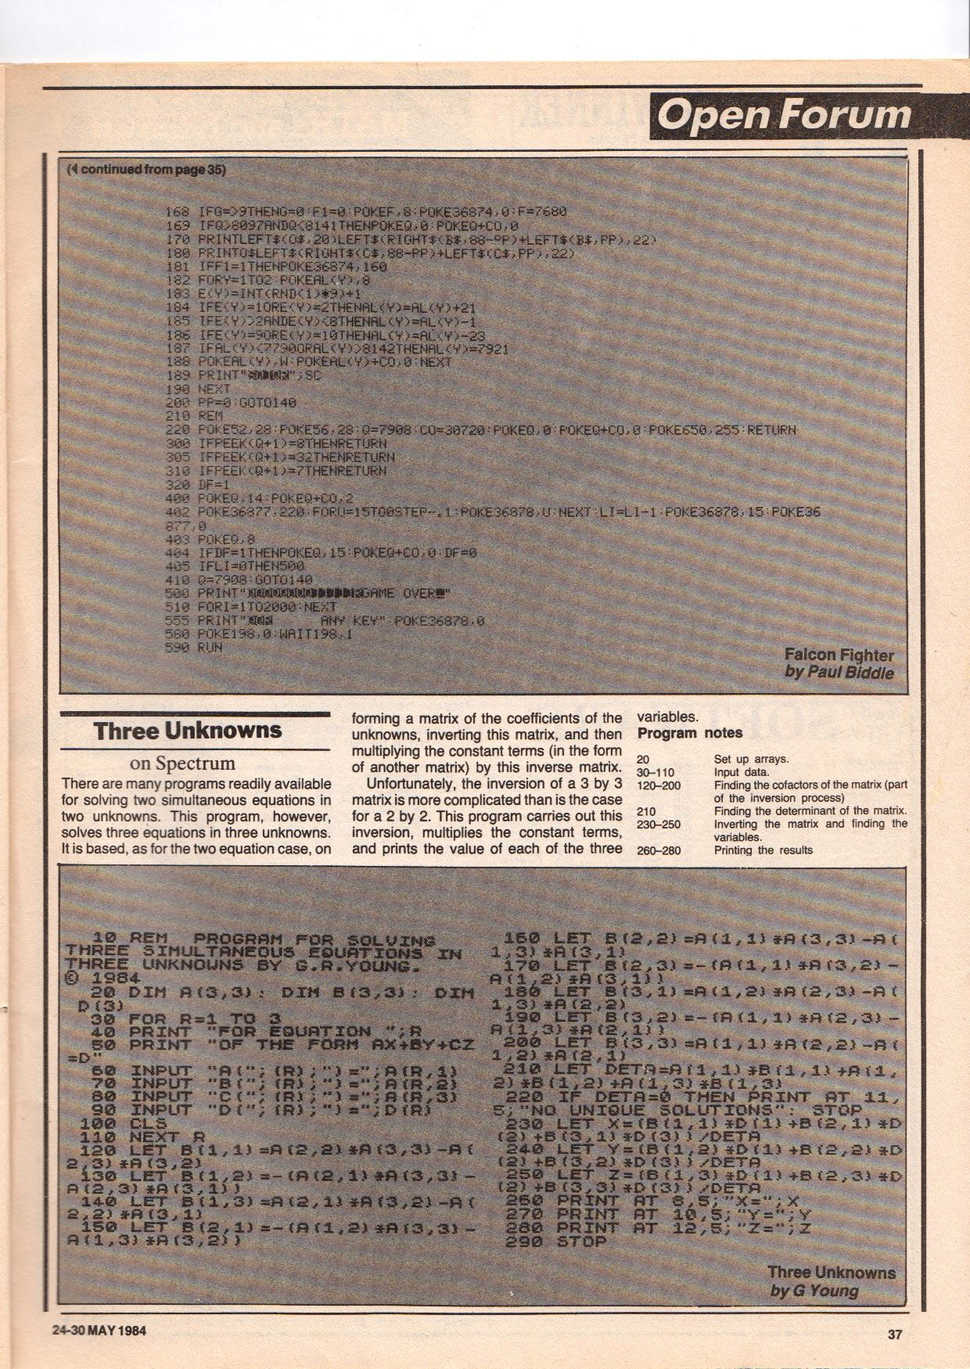 Open Forum
(◀ continued from page 35)
168 IFG=>9THENG=0:F1=0:POKEF,8:POKE36874,0:F=7680
169 IFQ>8097ANDQ<8141THENPOKEQ,0:POKEQ+CO,0
170 PRINTLEFT$(O$,20)LEFT$(RIGHT$(B$,88-PP)+LEFT$(B$,PP),22)
180 PRINTO$LEFT$(RIGHT$(C$,88-PP)+LEFT$(C$,PP),22)
181 IFF1=1THENPOKE36874,160
182 FORY=1TO2:POKEAL(Y),8
183 E(Y)=INT(RND(1)*9)+1
184 IFE(Y)=1ORE(Y)=2THENAL(Y)=AL(Y)+21
185 IFE(Y)>2ANDE(Y)<8THENAL(Y)=AL(Y)-1
186 IFE(Y)=9ORE(Y)=10THENAL(Y)=AL(Y)-23
187 IFAL(Y)<7790ORAL(Y)>8142THENAL(Y)=7921
188 POKEAL(Y),W:POKEAL(Y)+CO,0:NEXT
189 PRINT"";SC
190 NEXT
200 PP=0:GOTO140
210 REM
220 POKE52,28:POKE56,28:Q=7908:CO=30720:POKEQ,0:POKEQ+CO,0:POKE650,255:RETURN
300 IFPEEK(Q+1)=8THENRETURN
305 IFPEEK(Q+1)=32THENRETURN
310 IFPEEK(Q+1)=7THENRETURN
320 DF=1
400 POKEQ,14:POKEQ+CO,2
402 POKE36877,220:FORU=15TO0STEP-.1:POKE36878,U:NEXT:LI=LI-1:POKE36878,15:POKE36
877,0
403 POKEQ,8
404 IFDF=1THENPOKEQ,15:POKEQ+CO,0:DF=0
405 IFLI=0THEN500
410 Q=7908:GOTO140
500 PRINT"GAME OVER"
510 FORI=1TO2000:NEXT
555 PRINT" ANY KEY":POKE36878,0
560 POKE198,0:WAIT198,1
590 RUN
Falcon Fighter
by Paul Biddle
Three Unknowns
on Spectrum
There are many programs readily available
for solving two simultaneous equations in
two unknowns. This program, however,
solves three equations in three unknowns.
It is based, as for the two equation case, on
forming a matrix of the coefficients of the
unknowns, inverting this matrix, and then
multiplying the constant terms (in the form
of another matrix) by this inverse matrix.
Unfortunately, the inversion of a 3 by 3
matrix is more complicated than is the case
for a 2 by 2. This program carries out this
inversion, multiplies the constant terms,
and prints the value of each of the three
variables.
Program notes
20 Set up arrays.
30–110 Input data.
120–200 Finding the cofactors of the matrix (part
of the inversion process)
210 Finding the determinant of the matrix.
230–250 Inverting the matrix and finding the
variables.
260–280 Printing the results
10 REM PROGRAM FOR SOLVING
THREE SIMULTANEOUS EQUATIONS IN
THREE UNKNOWNS BY G.R.YOUNG.
© 1984
20 DIM A(3,3): DIM B(3,3): DIM
D(3)
30 FOR R=1 TO 3
40 PRINT "FOR EQUATION ";R
50 PRINT "OF THE FORM AX+BY+CZ
=D"
60 INPUT "A("; (R);")=";A(R,1)
70 INPUT "B("; (R);")=";A(R,2)
80 INPUT "C("; (R);")=";A(R,3)
90 INPUT "D("; (R);")=";D(R)
100 CLS
110 NEXT R
120 LET B(1,1)=A(2,2)*A(3,3)-A(
2,3)*A(3,2)
130 LET B(1,2)=-(A(2,1)*A(3,3)-
A(2,3)*A(3,1))
140 LET B(1,3)=A(2,1)*A(3,2)-A(
2,2)*A(3,1)
150 LET B(2,1)=-(A(1,2)*A(3,3)-
A(1,3)*A(3,2))
160 LET B(2,2)=A(1,1)*A(3,3)-A(
1,3)*A(3,1)
170 LET B(2,3)=-(A(1,1)*A(3,2)-
A(1,2)*A(3,1))
180 LET B(3,1)=A(1,2)*A(2,3)-A(
1,3)*A(2,2)
190 LET B(3,2)=-(A(1,1)*A(2,3)-
A(1,3)*A(2,1))
200 LET B(3,3)=A(1,1)*A(2,2)-A(
1,2)*A(2,1)
210 LET DETA=A(1,1)*B(1,1)+A(1,
2)*B(1,2)+A(1,3)*B(1,3)
220 IF DETA=0 THEN PRINT AT 11,
5;"NO UNIQUE SOLUTIONS": STOP
230 LET X=(B(1,1)*D(1)+B(2,1)*D
(2)+B(3,1)*D(3))/DETA
240 LET Y=(B(1,2)*D(1)+B(2,2)*D
(2)+B(3,2)*D(3))/DETA
250 LET Z=(B(1,3)*D(1)+B(2,3)*D
(2)+B(3,3)*D(3))/DETA
260 PRINT AT 8,5;"X=";X
270 PRINT AT 10,5;"Y=";Y
280 PRINT AT 12,5;"Z=";Z
290 STOP
Three Unknowns
by G Young
24-30 MAY 1984
37